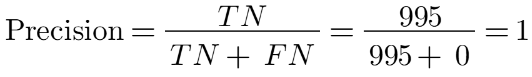 Precision = TN / (TN + FN) = 995 / (995 + 0) = 1